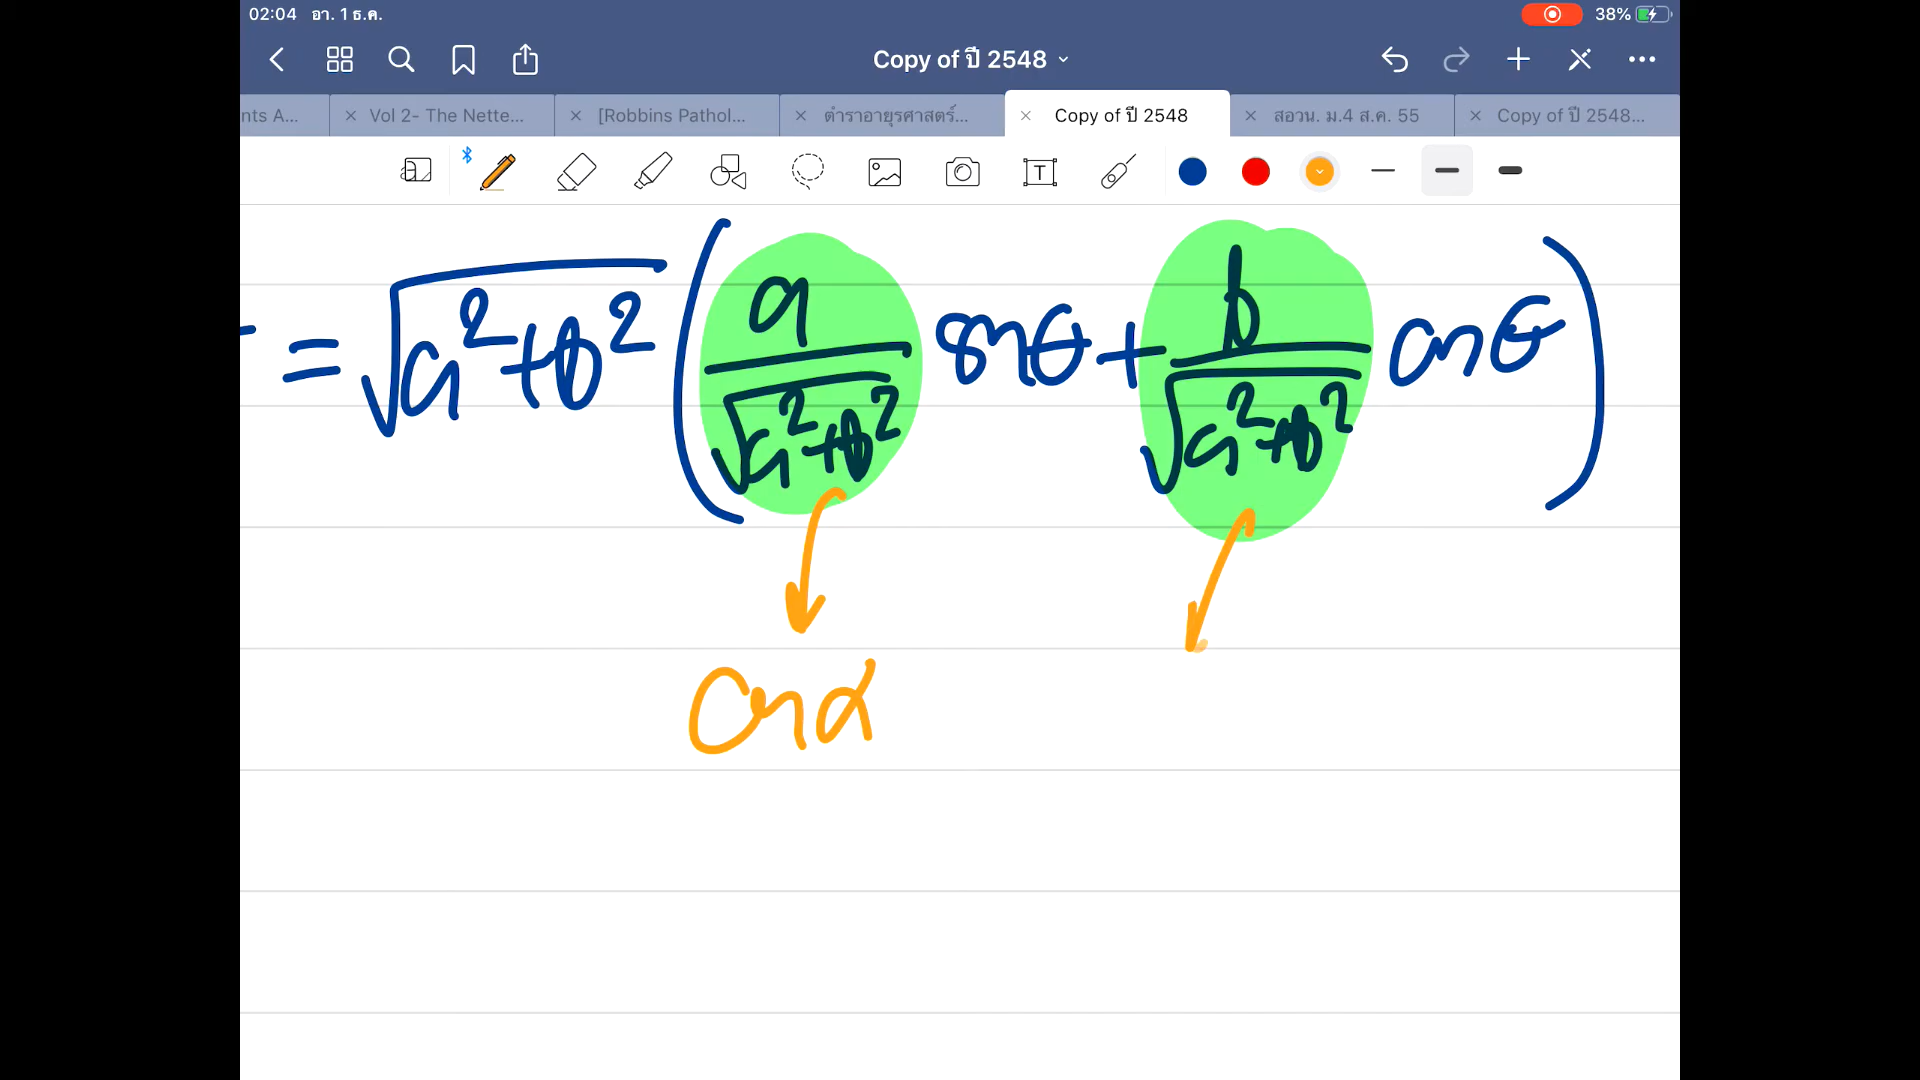 02:04 อา. 1 ธ.ค. 38%
Copy of ปี 2548
nts A... Vol 2- The Nette... [Robbins Pathol... ตำราอายุรศาสตร์... Copy of ปี 2548 สอวน. ม.4 ส.ค. 55 Copy of ปี 2548...
= √(a²+b²) ( a/√(a²+b²) sinθ + b/√(a²+b²) cosθ )
cosα